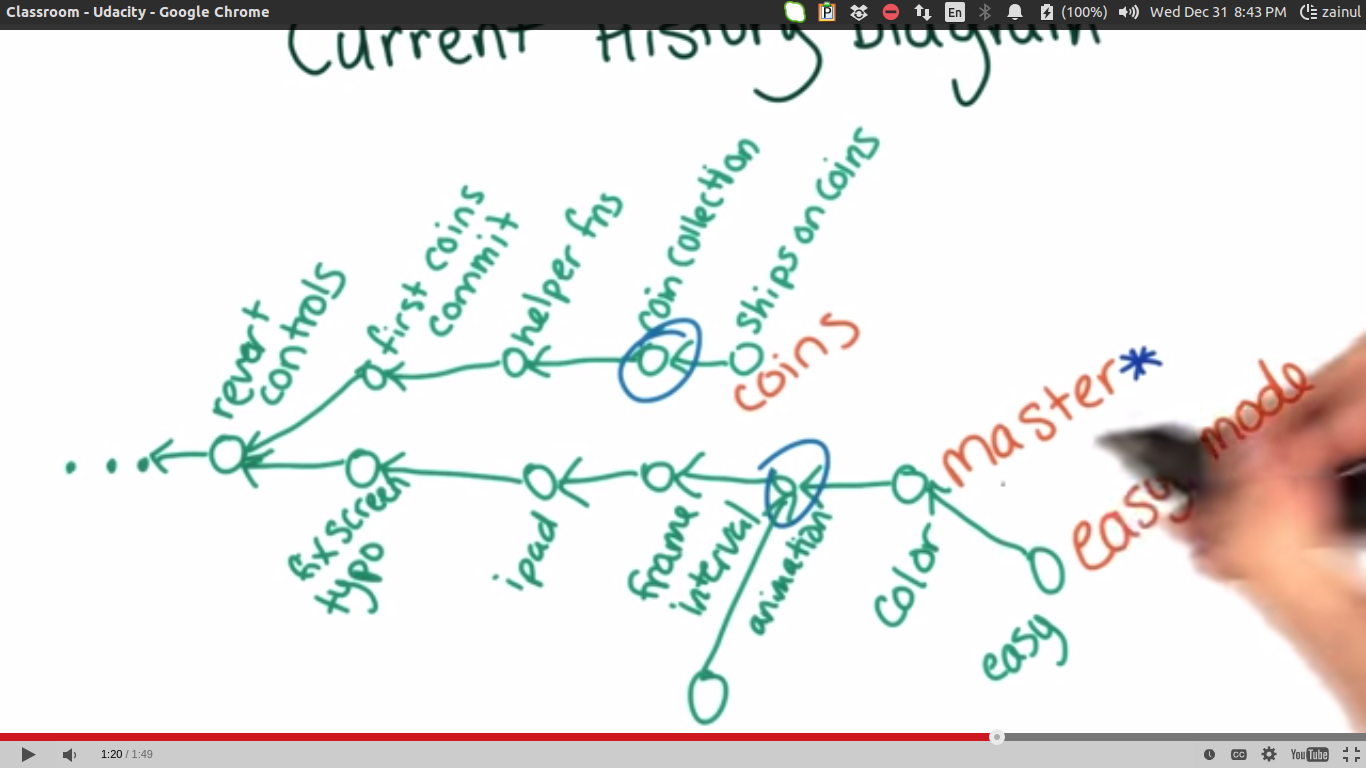 Classroom - Udacity - Google Chrome
P
En
(100%)
Wed Dec 31 8:43 PM
zainul
Current History Diagram
revert
controls
first coins
commit
helper fns
coin collection
ships on coins
coins
master*
easy mode
fix screen
typo
ipad
frame
interval
animation
color
easy
1:20 / 1:49
CC
YouTube